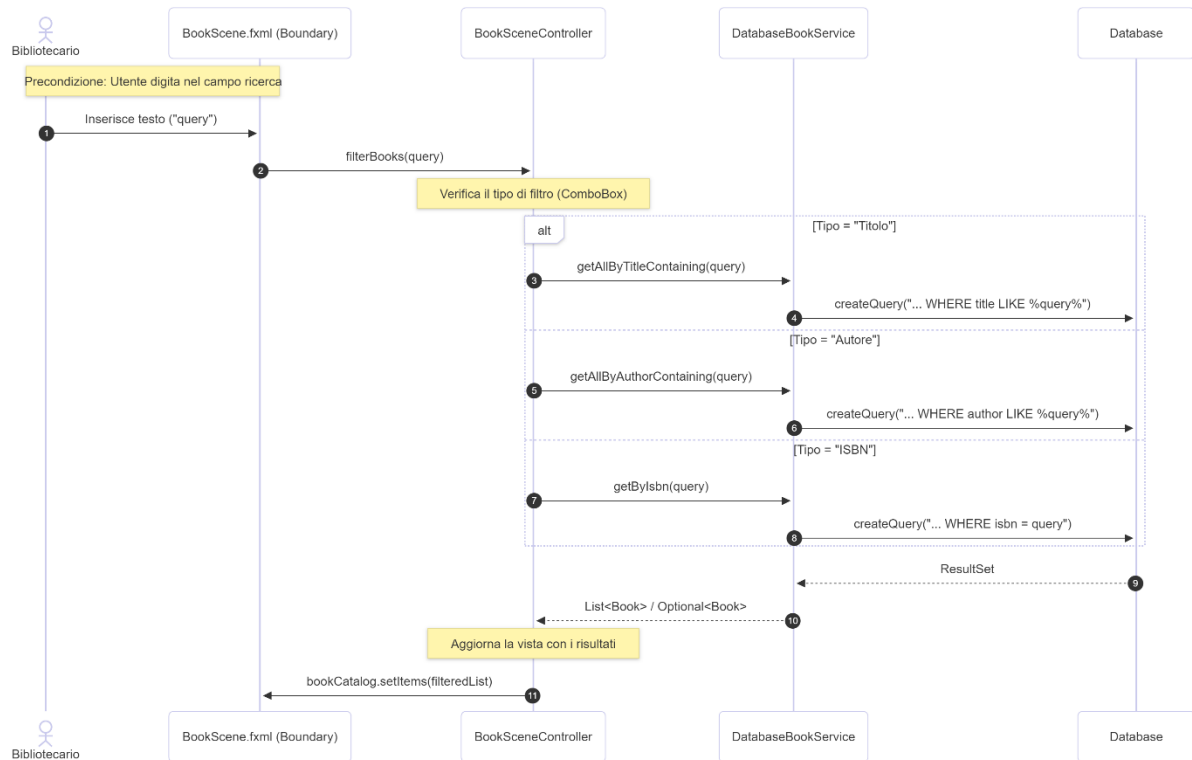 Bibliotecario
BookScene.fxml (Boundary)
BookSceneController
DatabaseBookService
Database
Precondizione: Utente digita nel campo ricerca
1
Inserisce testo ("query")
2
filterBooks(query)
Verifica il tipo di filtro (ComboBox)
alt
[Tipo = "Titolo"]
3
getAllByTitleContaining(query)
4
createQuery("... WHERE title LIKE %query%")
[Tipo = "Autore"]
5
getAllByAuthorContaining(query)
6
createQuery("... WHERE author LIKE %query%")
[Tipo = "ISBN"]
7
getByIsbn(query)
8
createQuery("... WHERE isbn = query")
ResultSet
9
List<Book> / Optional<Book>
10
Aggiorna la vista con i risultati
bookCatalog.setItems(filteredList)
11
Bibliotecario
BookScene.fxml (Boundary)
BookSceneController
DatabaseBookService
Database